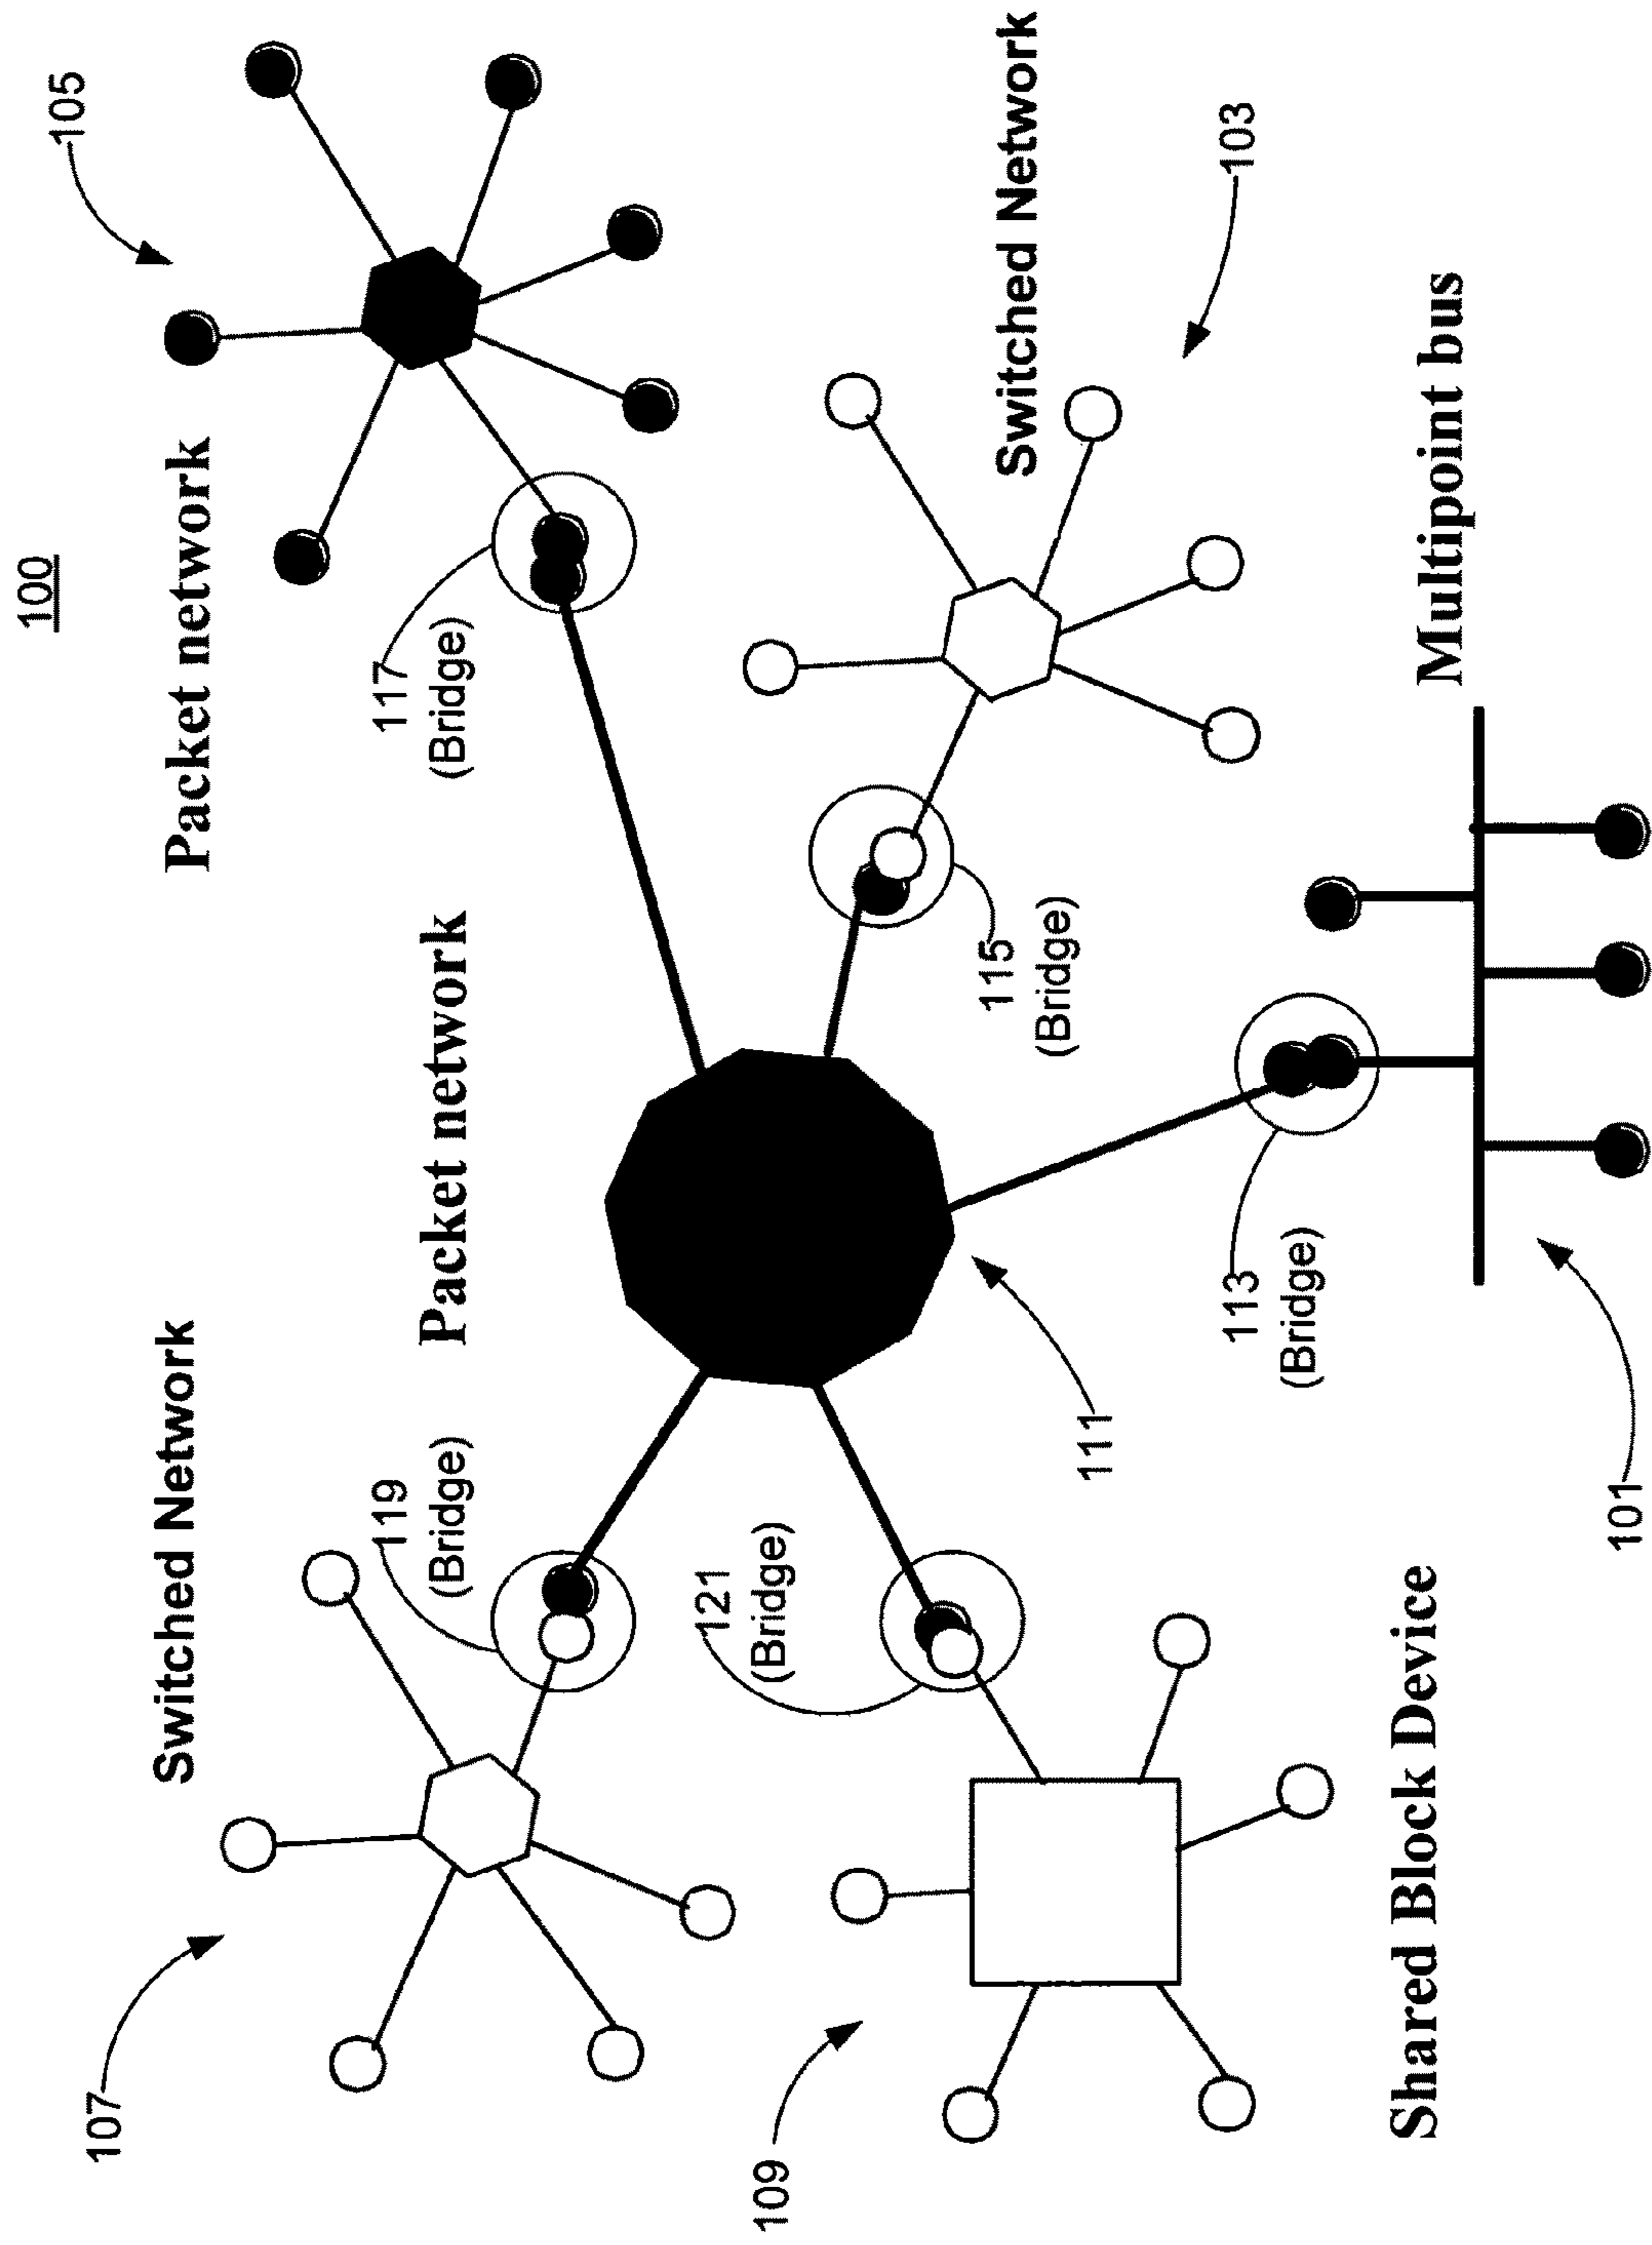 100
105
Packet network
117
(Bridge)
Switched Network
103
Packet network
115
(Bridge)
Multipoint bus
Switched Network
119
(Bridge)
121
(Bridge)
111
113
(Bridge)
101
107
109
Shared Block Device